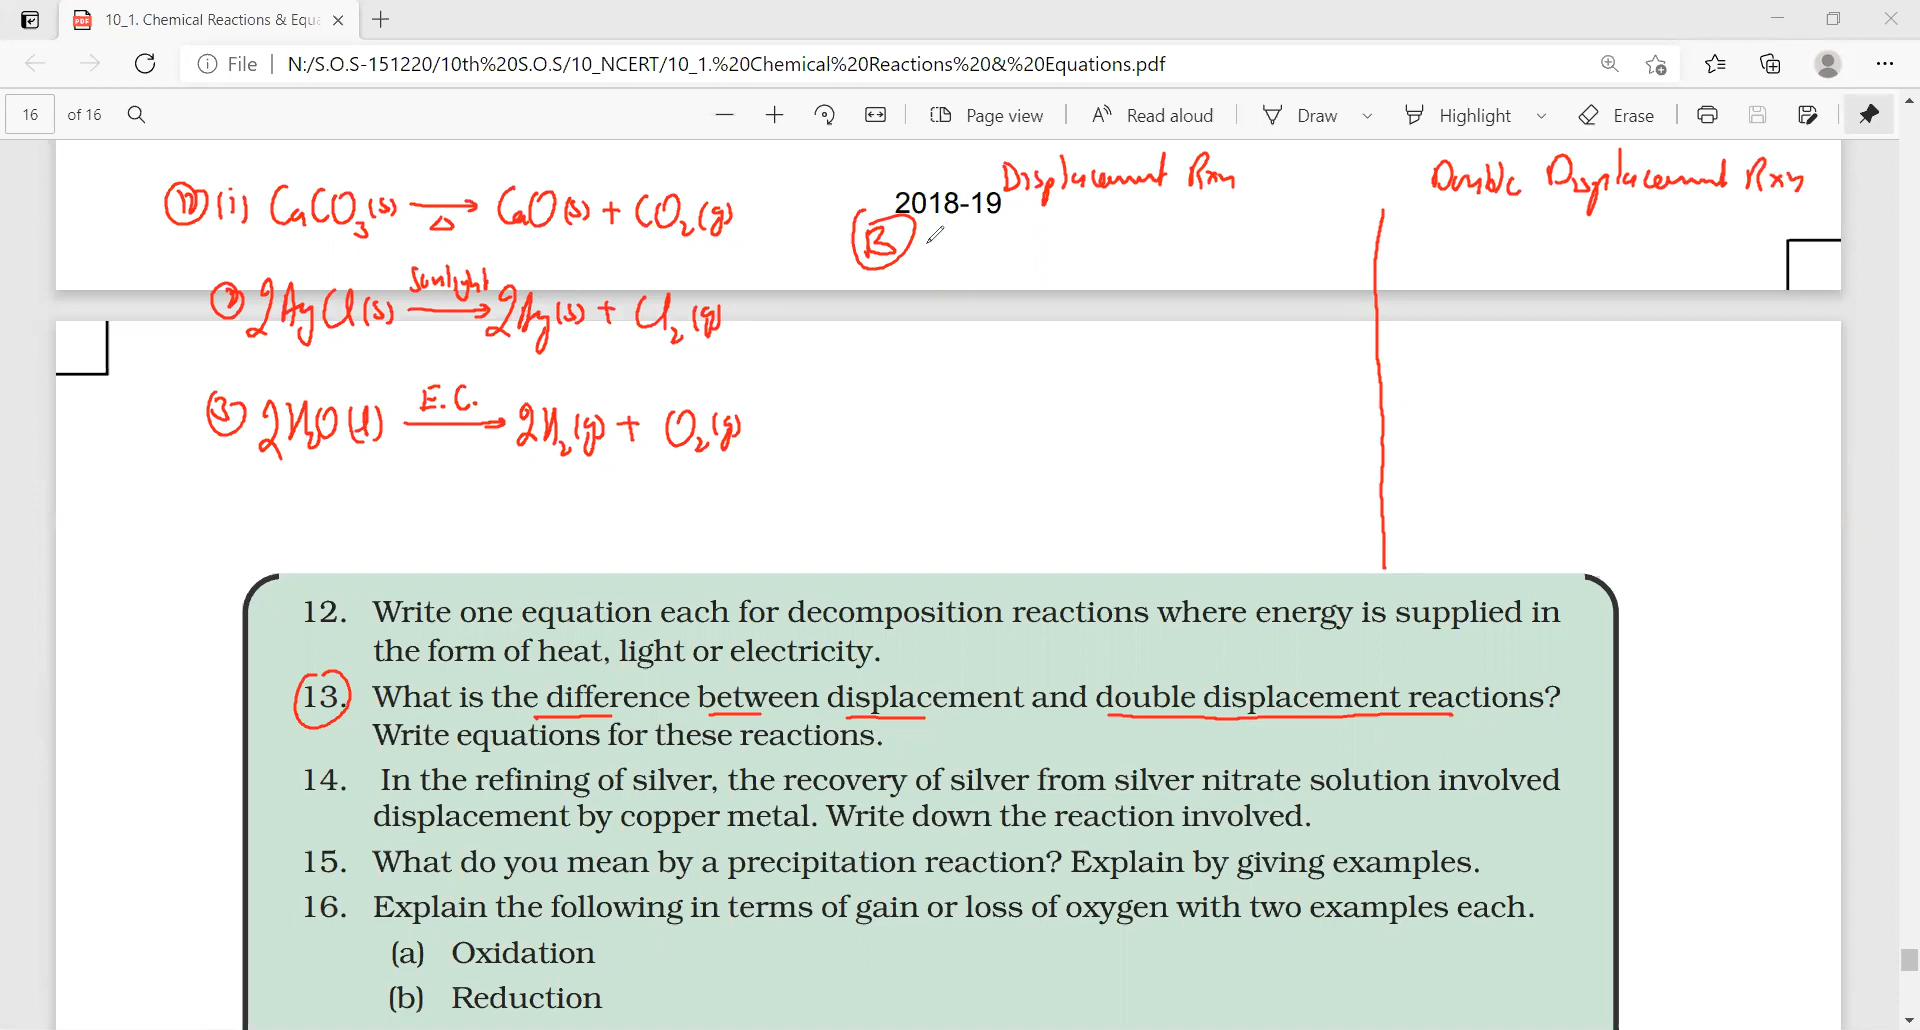 10_1. Chemical Reactions & Equa
File N:/S.O.S-151220/10th%20S.O.S/10_NCERT/10_1.%20Chemical%20Reactions%20&%20Equations.pdf
16 of 16 Page view Read aloud Draw Highlight Erase
Displacement Rxn Double Displacement Rxn
12 (i) CaCO₃(s) →Δ CaO(s) + CO₂(g)
2018-19
13
2 2AgCl(s) →Sunlight 2Ag(s) + Cl₂(g)
3 2H₂O(l) →E.C. 2H₂(g) + O₂(g)
12. Write one equation each for decomposition reactions where energy is supplied in
the form of heat, light or electricity.
13. What is the difference between displacement and double displacement reactions?
Write equations for these reactions.
14. In the refining of silver, the recovery of silver from silver nitrate solution involved
displacement by copper metal. Write down the reaction involved.
15. What do you mean by a precipitation reaction? Explain by giving examples.
16. Explain the following in terms of gain or loss of oxygen with two examples each.
(a) Oxidation
(b) Reduction